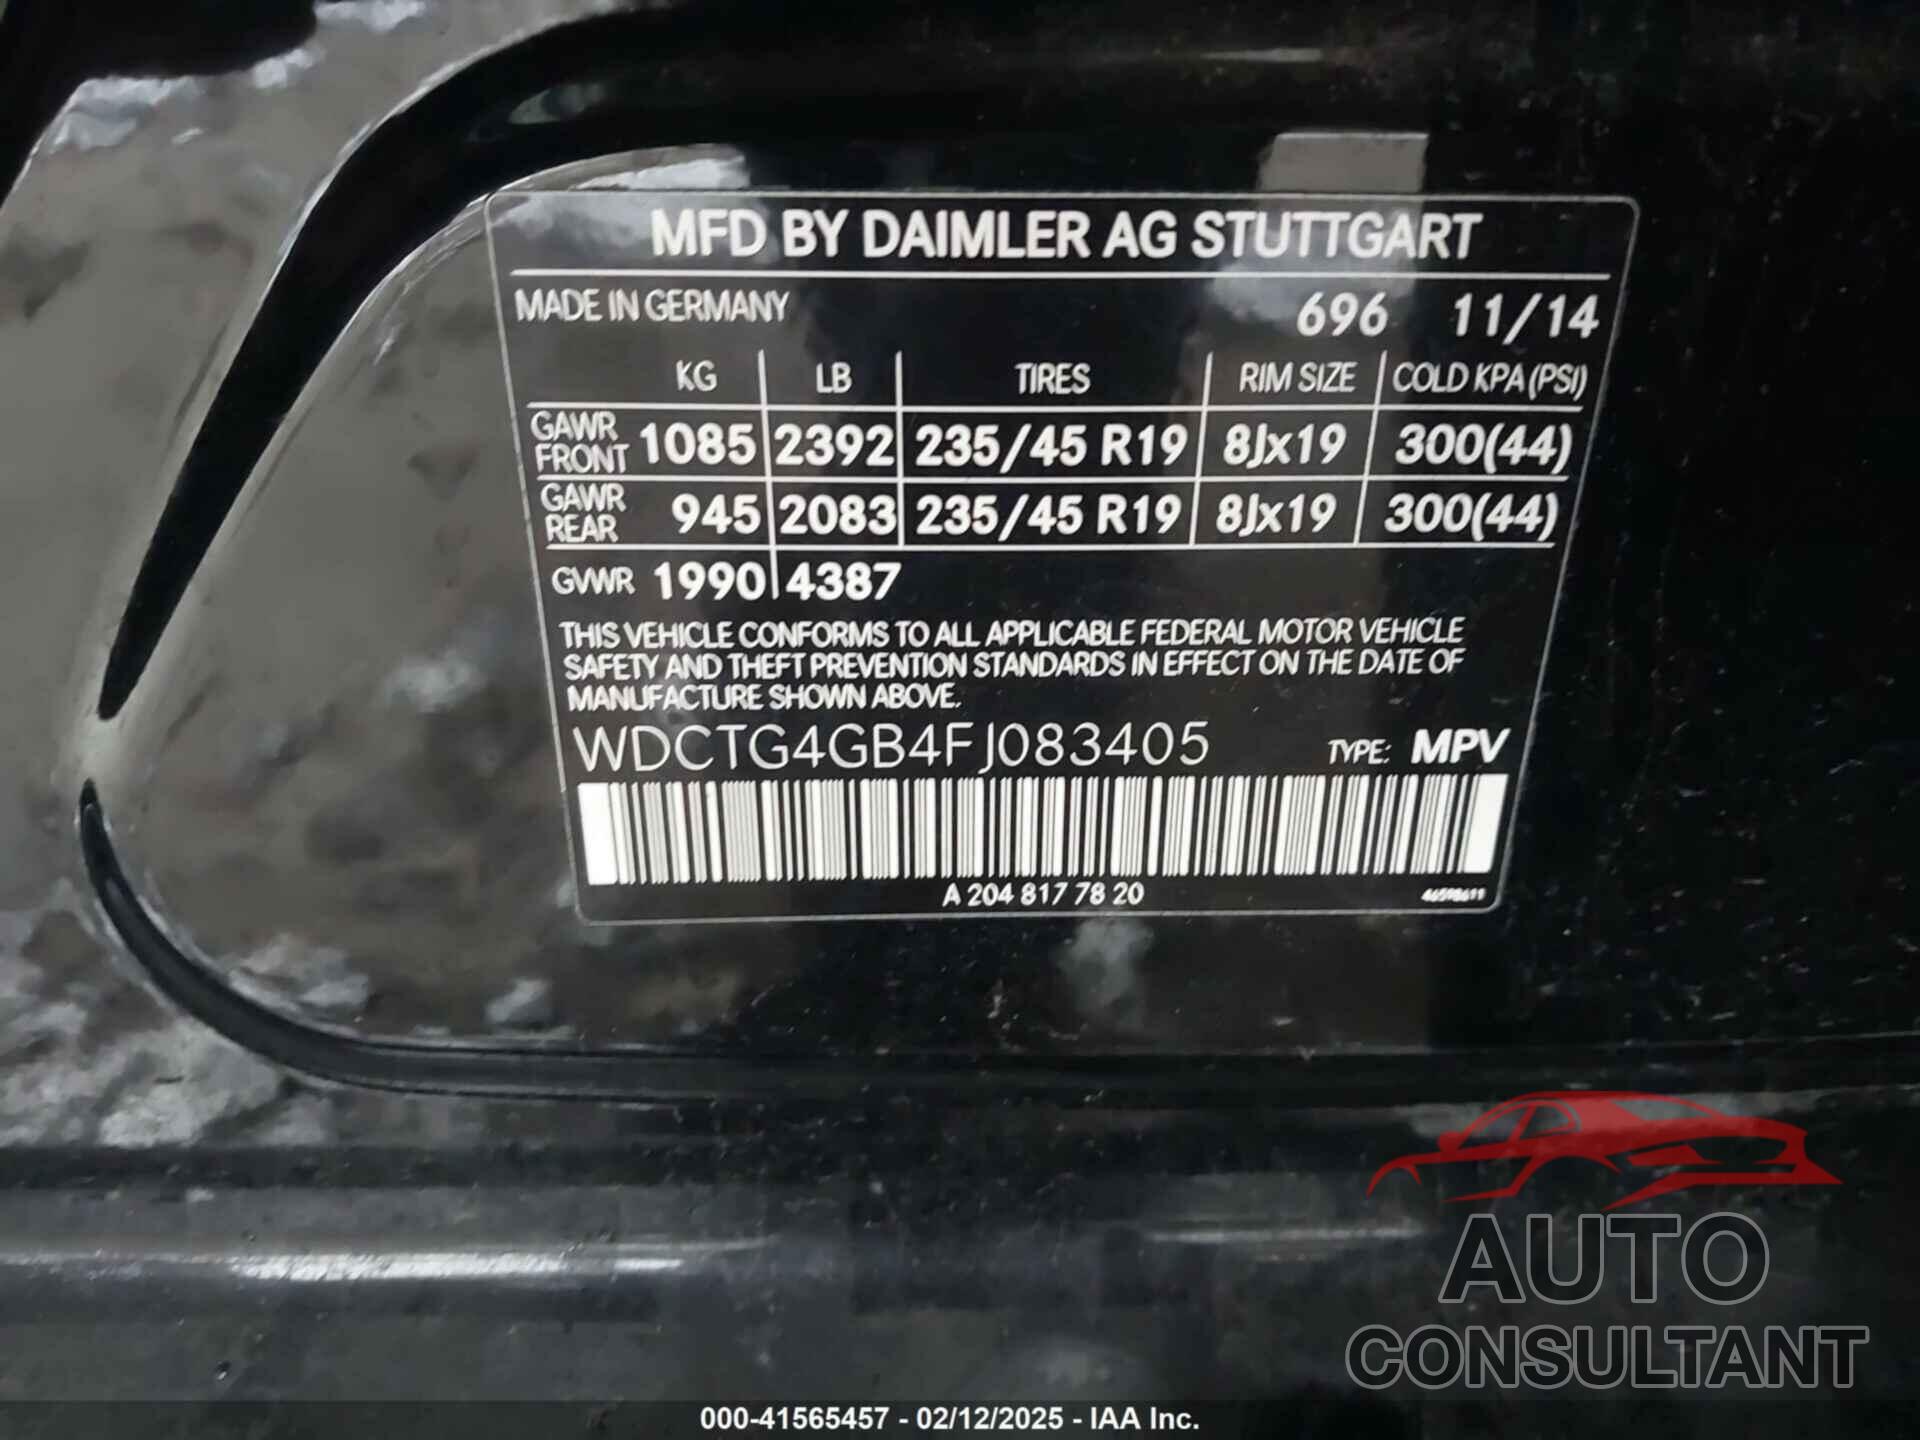 MFD BY DAIMLER AG STUTTGART
MADE IN GERMANY 696 11/14
KG LB TIRES RIM SIZE COLD KPA (PSI)
GAWR FRONT 1085 2392 235/45 R19 8Jx19 300(44)
GAWR REAR 945 2083 235/45 R19 8Jx19 300(44)
GVWR 1990 4387
THIS VEHICLE CONFORMS TO ALL APPLICABLE FEDERAL MOTOR VEHICLE
SAFETY AND THEFT PREVENTION STANDARDS IN EFFECT ON THE DATE OF
MANUFACTURE SHOWN ABOVE.
WDCTG4GB4FJ083405 TYPE: MPV
A 204 817 78 20
AUTO
CONSULTANT
000-41565457 - 02/12/2025 - IAA Inc.